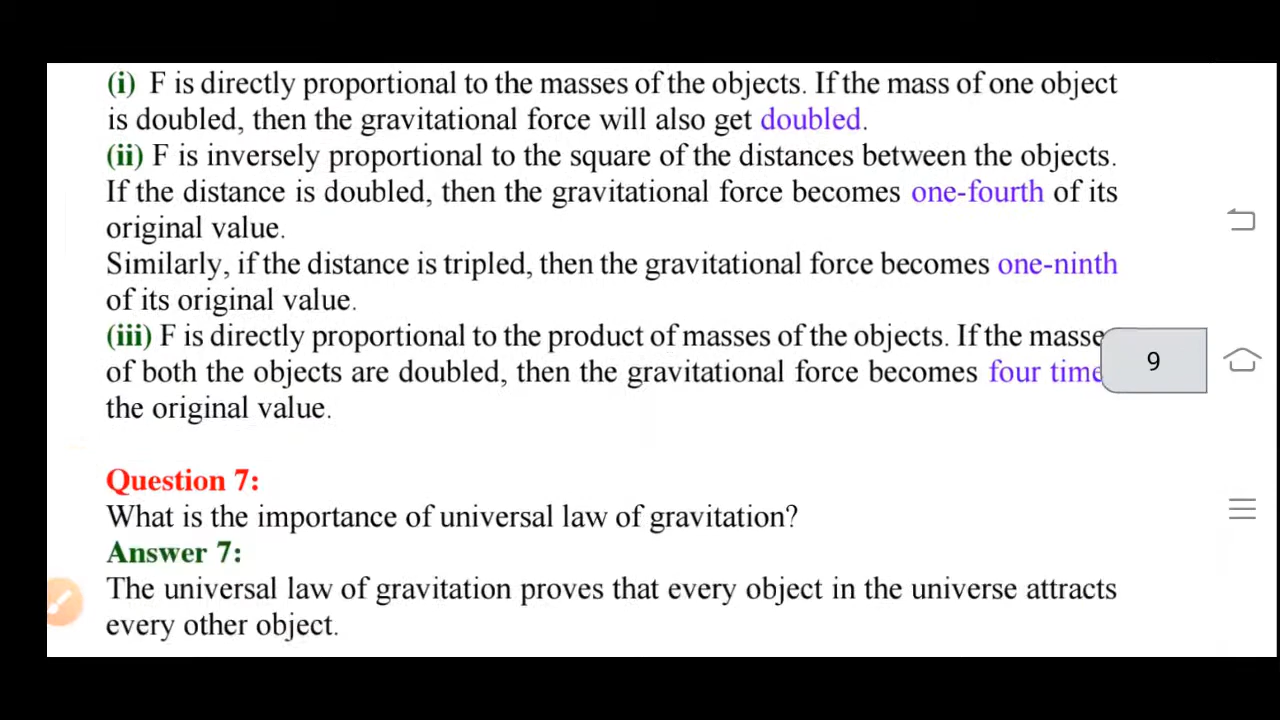 (i) F is directly proportional to the masses of the objects. If the mass of one object
is doubled, then the gravitational force will also get doubled.
(ii) F is inversely proportional to the square of the distances between the objects.
If the distance is doubled, then the gravitational force becomes one-fourth of its
original value.
Similarly, if the distance is tripled, then the gravitational force becomes one-ninth
of its original value.
(iii) F is directly proportional to the product of masses of the objects. If the masse
9
of both the objects are doubled, then the gravitational force becomes four time
the original value.
Question 7:
What is the importance of universal law of gravitation?
Answer 7:
The universal law of gravitation proves that every object in the universe attracts
every other object.